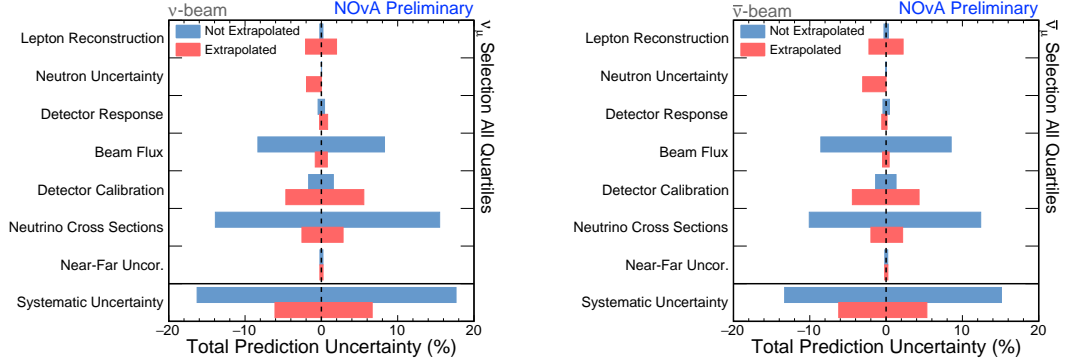 ν-beam NOνA Preliminary
Not Extrapolated
Extrapolated
Lepton Reconstruction
Neutron Uncertainty
Detector Response
Beam Flux
Detector Calibration
Neutrino Cross Sections
Near-Far Uncor.
Systematic Uncertainty
−20 −10 0 10 20
Total Prediction Uncertainty (%)
νμ Selection All Quartiles
ν̅-beam NOνA Preliminary
Not Extrapolated
Extrapolated
Lepton Reconstruction
Neutron Uncertainty
Detector Response
Beam Flux
Detector Calibration
Neutrino Cross Sections
Near-Far Uncor.
Systematic Uncertainty
−20 −10 0 10 20
Total Prediction Uncertainty (%)
ν̅μ Selection All Quartiles